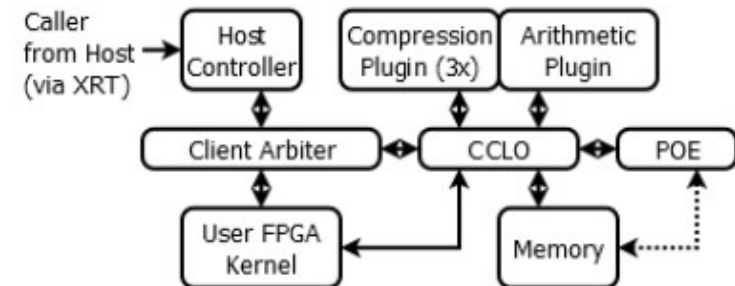 Caller
from Host
(via XRT)
Host
Controller
Compression
Plugin (3x)
Arithmetic
Plugin
Client Arbiter
CCLO
POE
User FPGA
Kernel
Memory